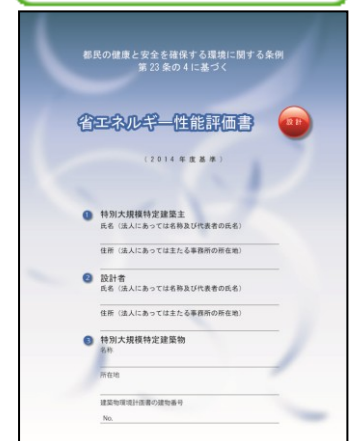 都民の健康と安全を確保する環境に関する条例
第23条の4に基づく
省エネルギー性能評価書
設計
（2014年度基準）
1 特別大規模特定建築主
氏名（法人にあっては名称及び代表者の氏名）
住所（法人にあっては主たる事務所の所在地）
2 設計者
氏名（法人にあっては名称及び代表者の氏名）
住所（法人にあっては主たる事務所の所在地）
3 特別大規模特定建築物
名称
所在地
建築物環境計画書の建物番号
No.